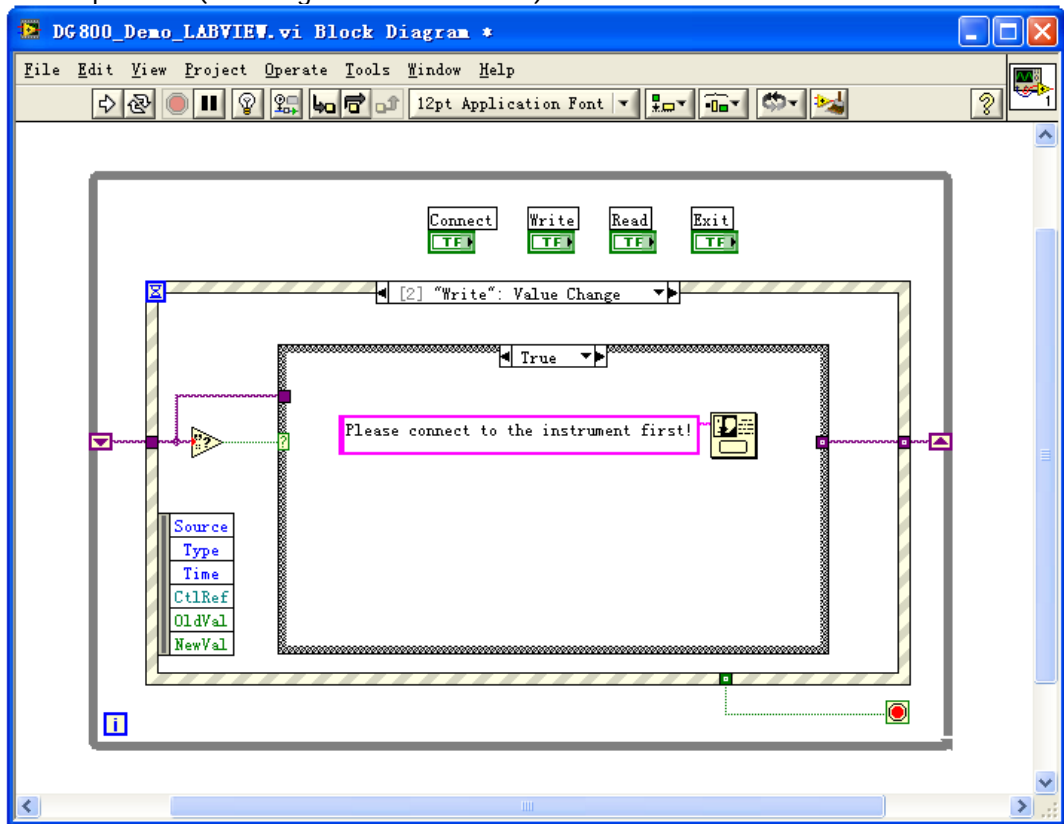 DG800_Demo_LABVIEW.vi Block Diagram *
File Edit View Project Operate Tools Window Help
12pt Application Font
?
1
Connect Write Read Exit
TF TF TF TF
[2] "Write": Value Change
True
Please connect to the instrument first!
"?
?
Source
Type
Time
CtlRef
OldVal
NewVal
i